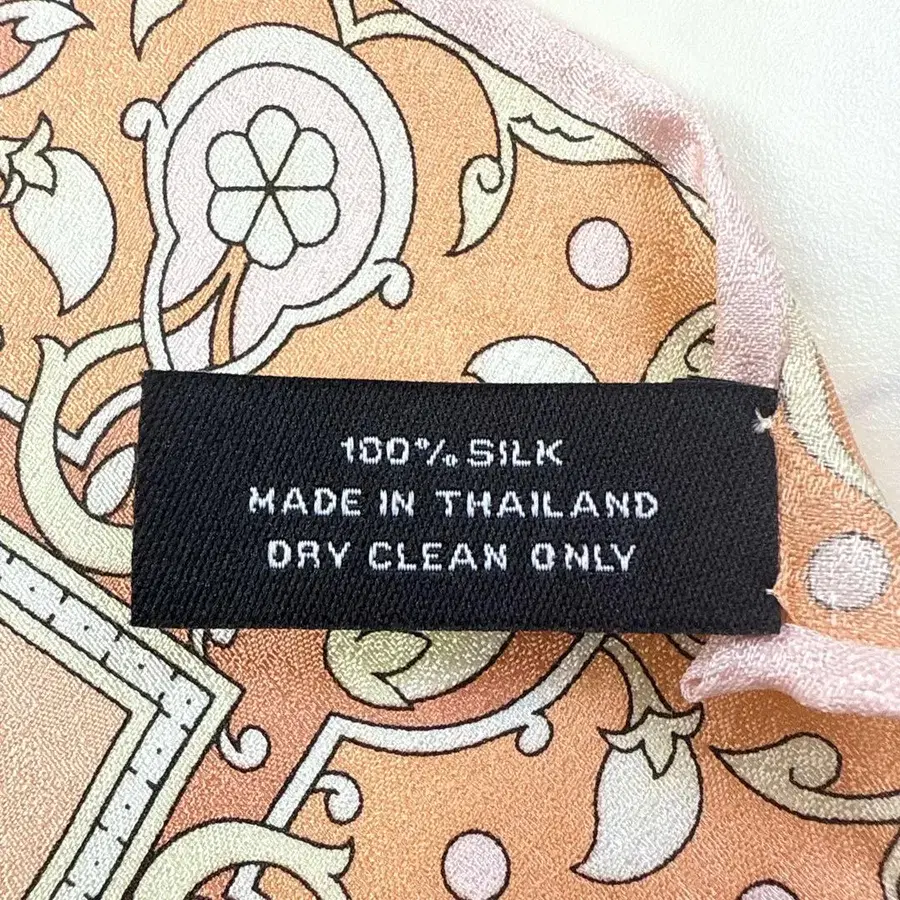 100% SILK
MADE IN THAILAND
DRY CLEAN ONLY